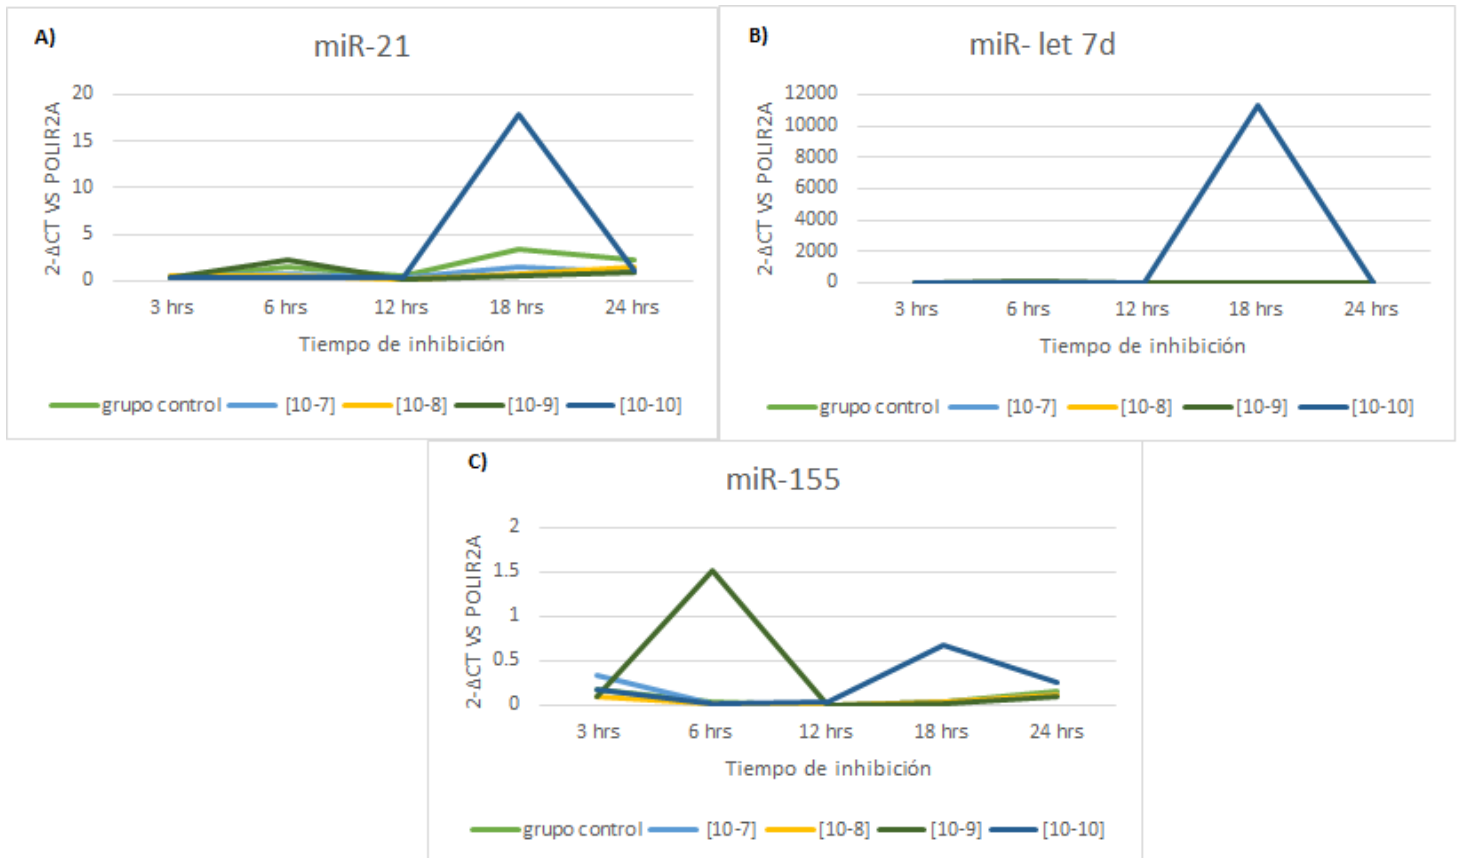 A)
miR-21
2-ΔCT VS POLIR2A
20
15
10
5
0
3 hrs 6 hrs 12 hrs 18 hrs 24 hrs
Tiempo de inhibición
grupo control [10-7] [10-8] [10-9] [10-10]
B)
miR- let 7d
2-ΔCT VS POLIR2A
12000
10000
8000
6000
4000
2000
0
3 hrs 6 hrs 12 hrs 18 hrs 24 hrs
Tiempo de inhibición
grupo control [10-7] [10-8] [10-9] [10-10]
C)
miR-155
2-ΔCT VS POLIR2A
2
1.5
1
0.5
0
3 hrs 6 hrs 12 hrs 18 hrs 24 hrs
Tiempo de inhibición
grupo control [10-7] [10-8] [10-9] [10-10]